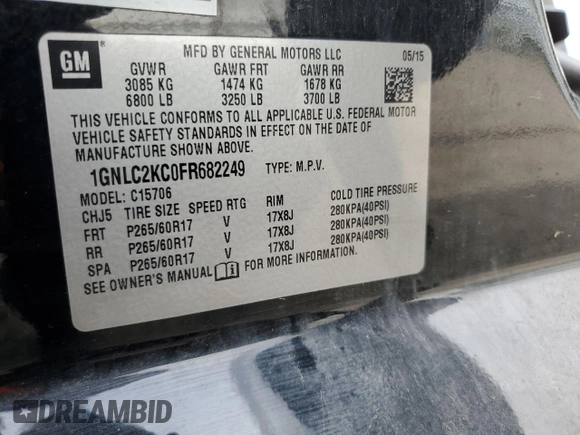 GM
MFD BY GENERAL MOTORS LLC 05/15
GVWR GAWR FRT GAWR RR
3085 KG 1474 KG 1678 KG
6800 LB 3250 LB 3700 LB
THIS VEHICLE CONFORMS TO ALL APPLICABLE U.S. FEDERAL MOTOR
VEHICLE SAFETY STANDARDS IN EFFECT ON THE DATE OF
MANUFACTURE SHOWN ABOVE.
1GNLC2KC0FR682249 TYPE: M.P.V.
MODEL: C15706
CHJ5 TIRE SIZE SPEED RTG RIM COLD TIRE PRESSURE
FRT P265/60R17 V 17X8J 280KPA(40PSI)
RR P265/60R17 V 17X8J 280KPA(40PSI)
SPA P265/60R17 V 17X8J 280KPA(40PSI)
SEE OWNER'S MANUAL FOR MORE INFORMATION.
DREAMBID